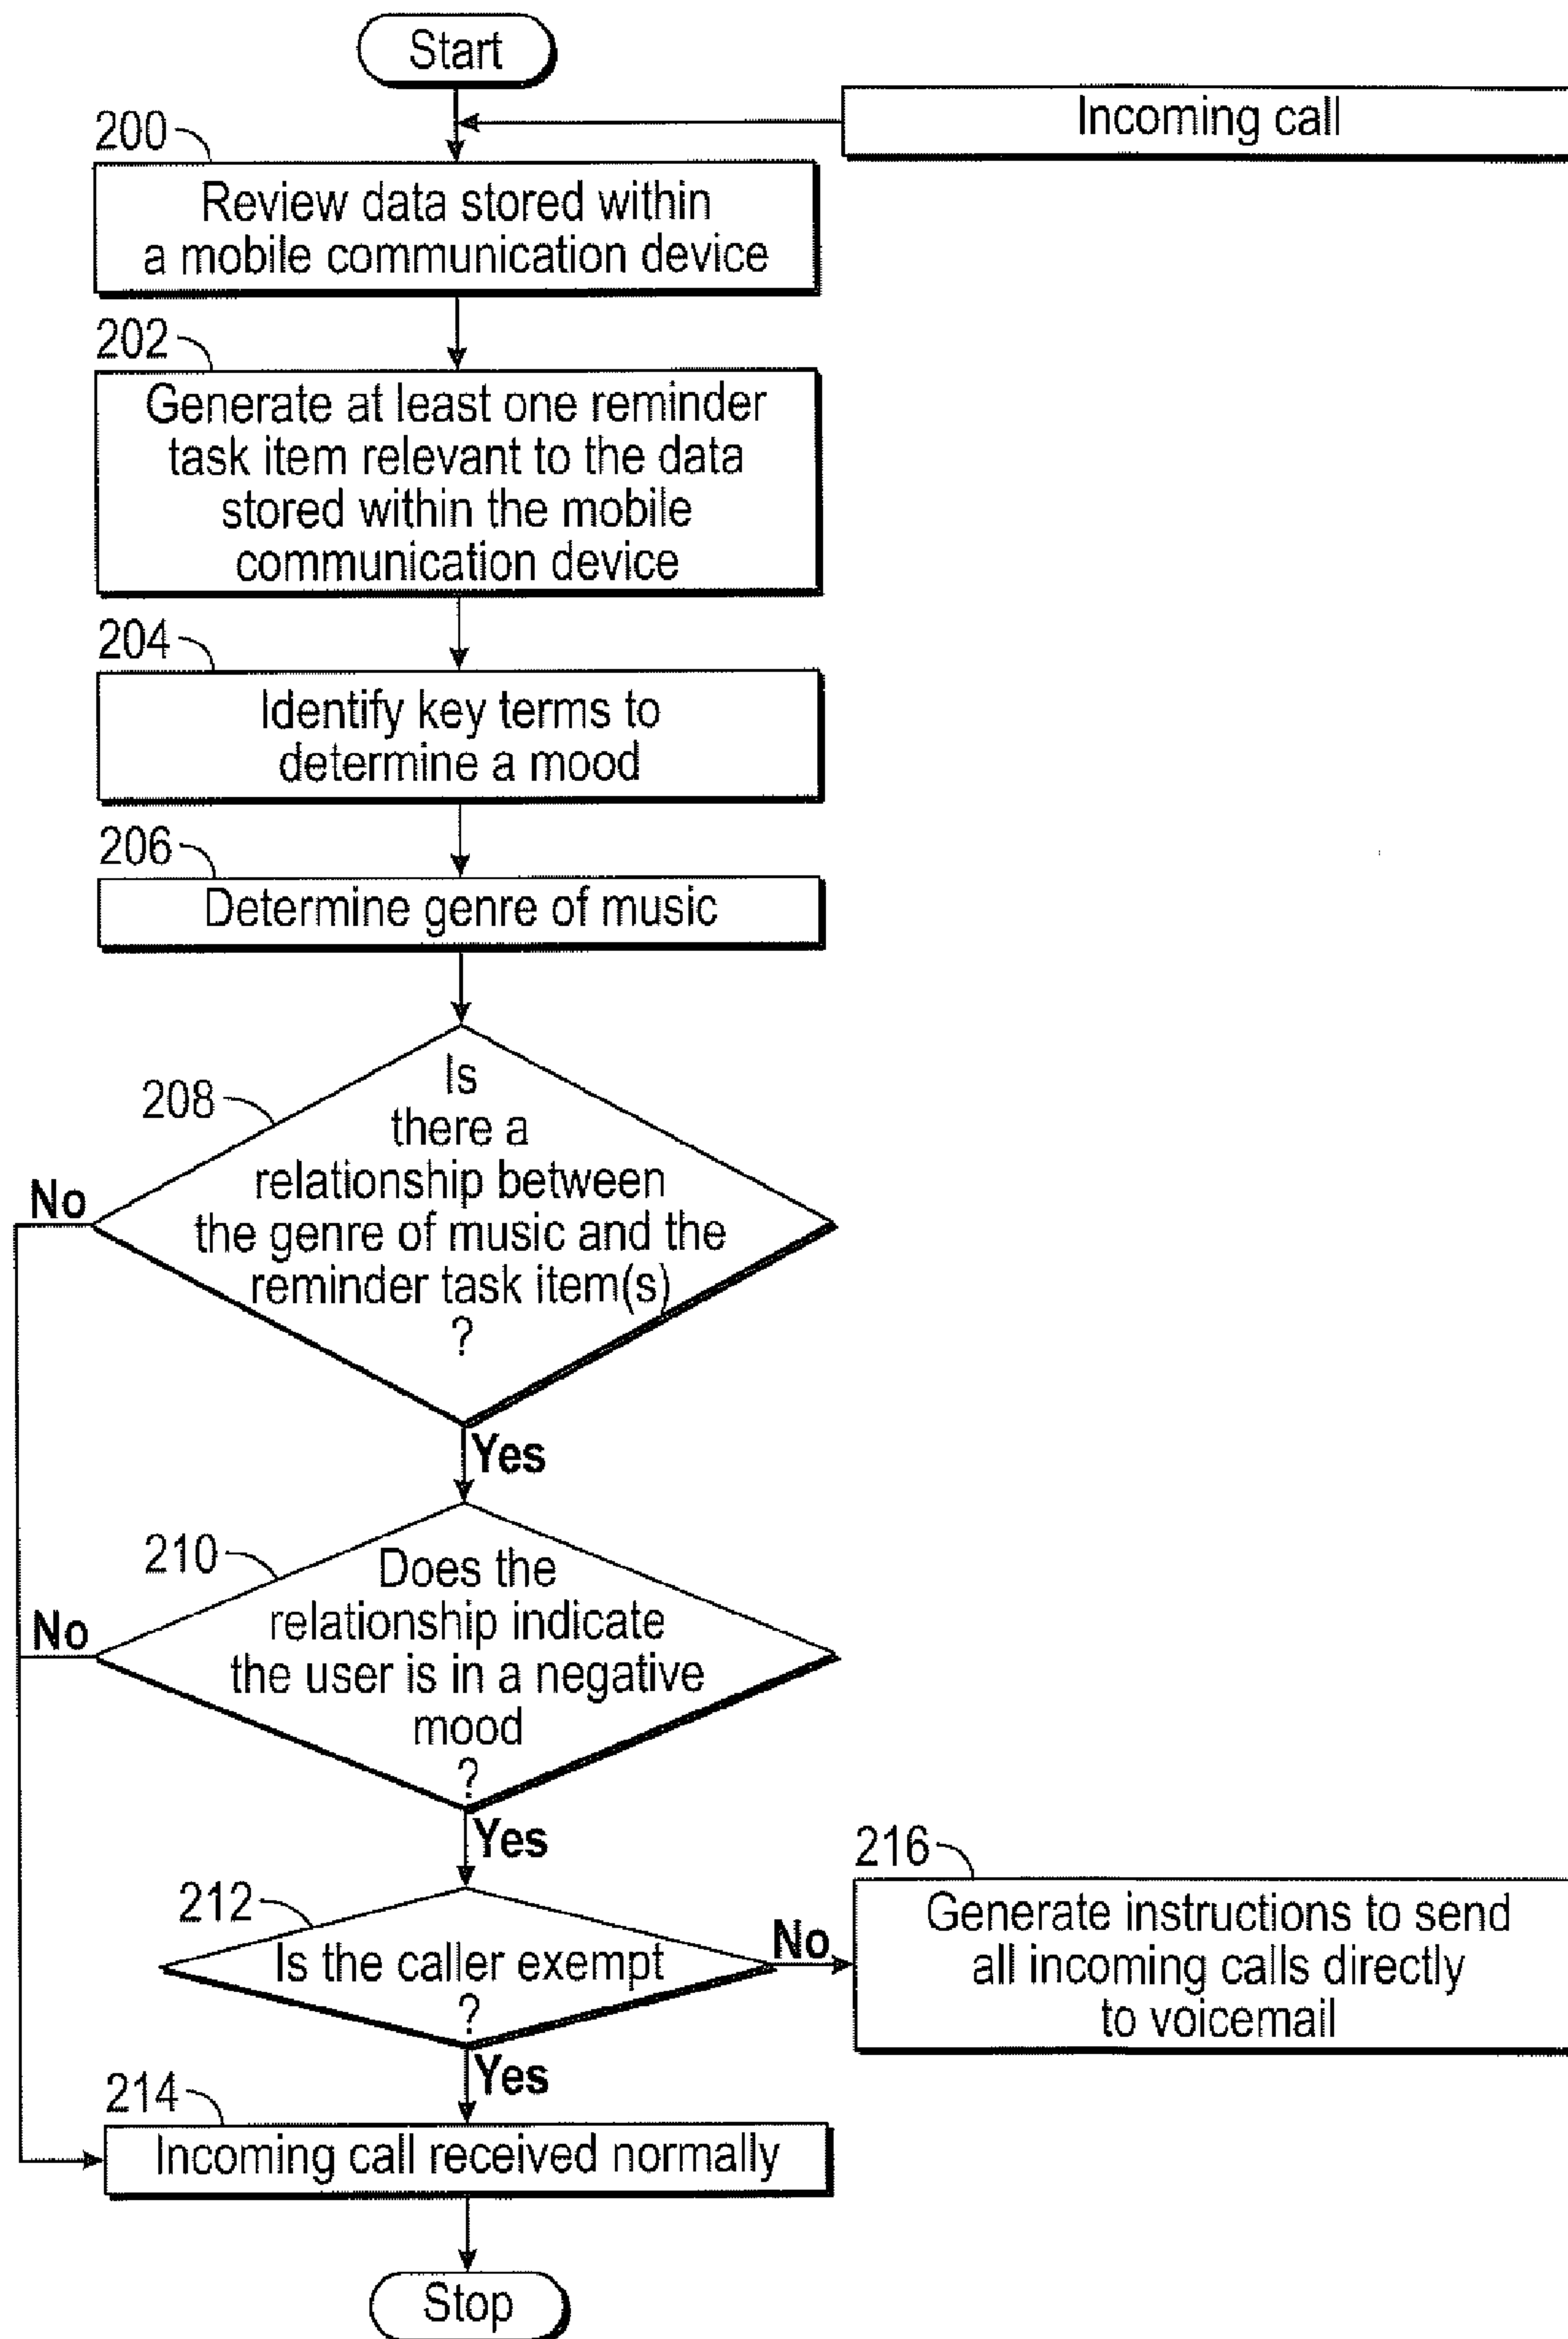 Start
Incoming call
200
Review data stored within
a mobile communication device
202
Generate at least one reminder
task item relevant to the data
stored within the mobile
communication device
204
Identify key terms to
determine a mood
206
Determine genre of music
208
Is
there a
relationship between
the genre of music and the
reminder task item(s)
?
No
Yes
210
Does the
relationship indicate
the user is in a negative
mood
?
No
Yes
212
Is the caller exempt
?
No
216
Generate instructions to send
all incoming calls directly
to voicemail
Yes
214
Incoming call received normally
Stop